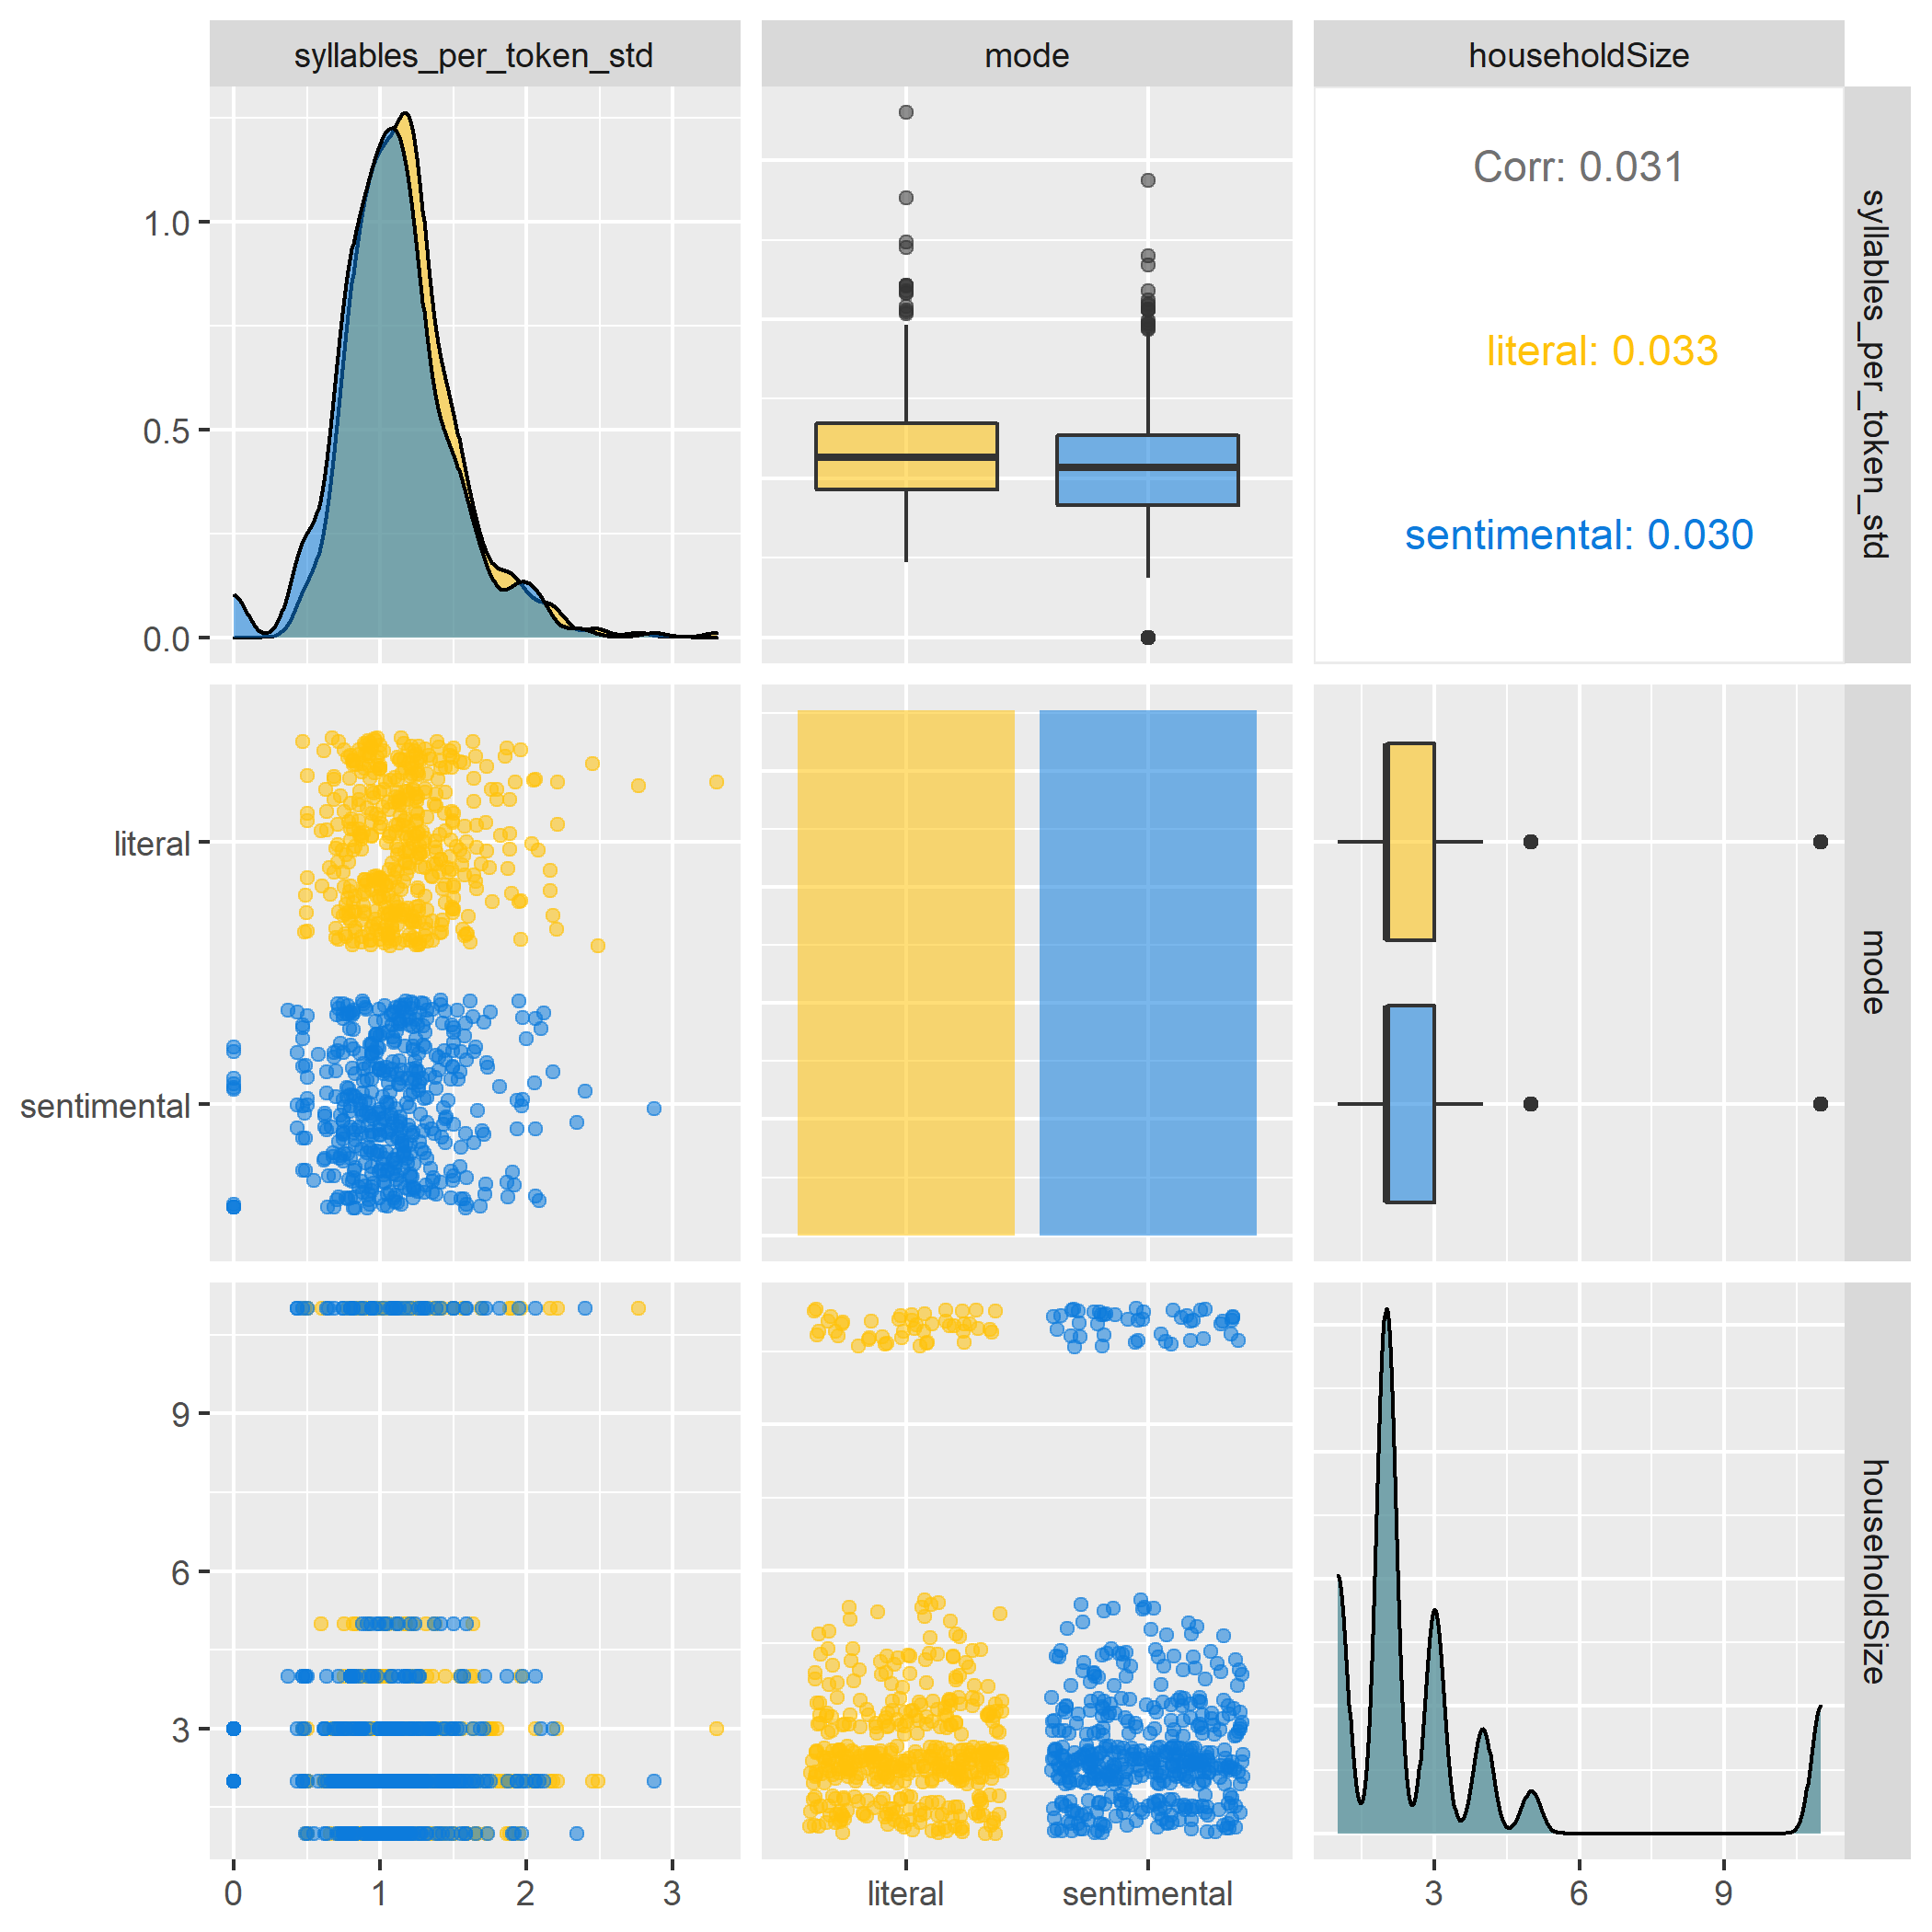 syllables_per_token_std
mode
householdSize
1.0
0.5
0.0
Corr: 0.031
literal: 0.033
sentimental: 0.030
syllables_per_token_std
literal
sentimental
mode
9
6
3
householdSize
0 1 2 3
literal sentimental
3 6 9